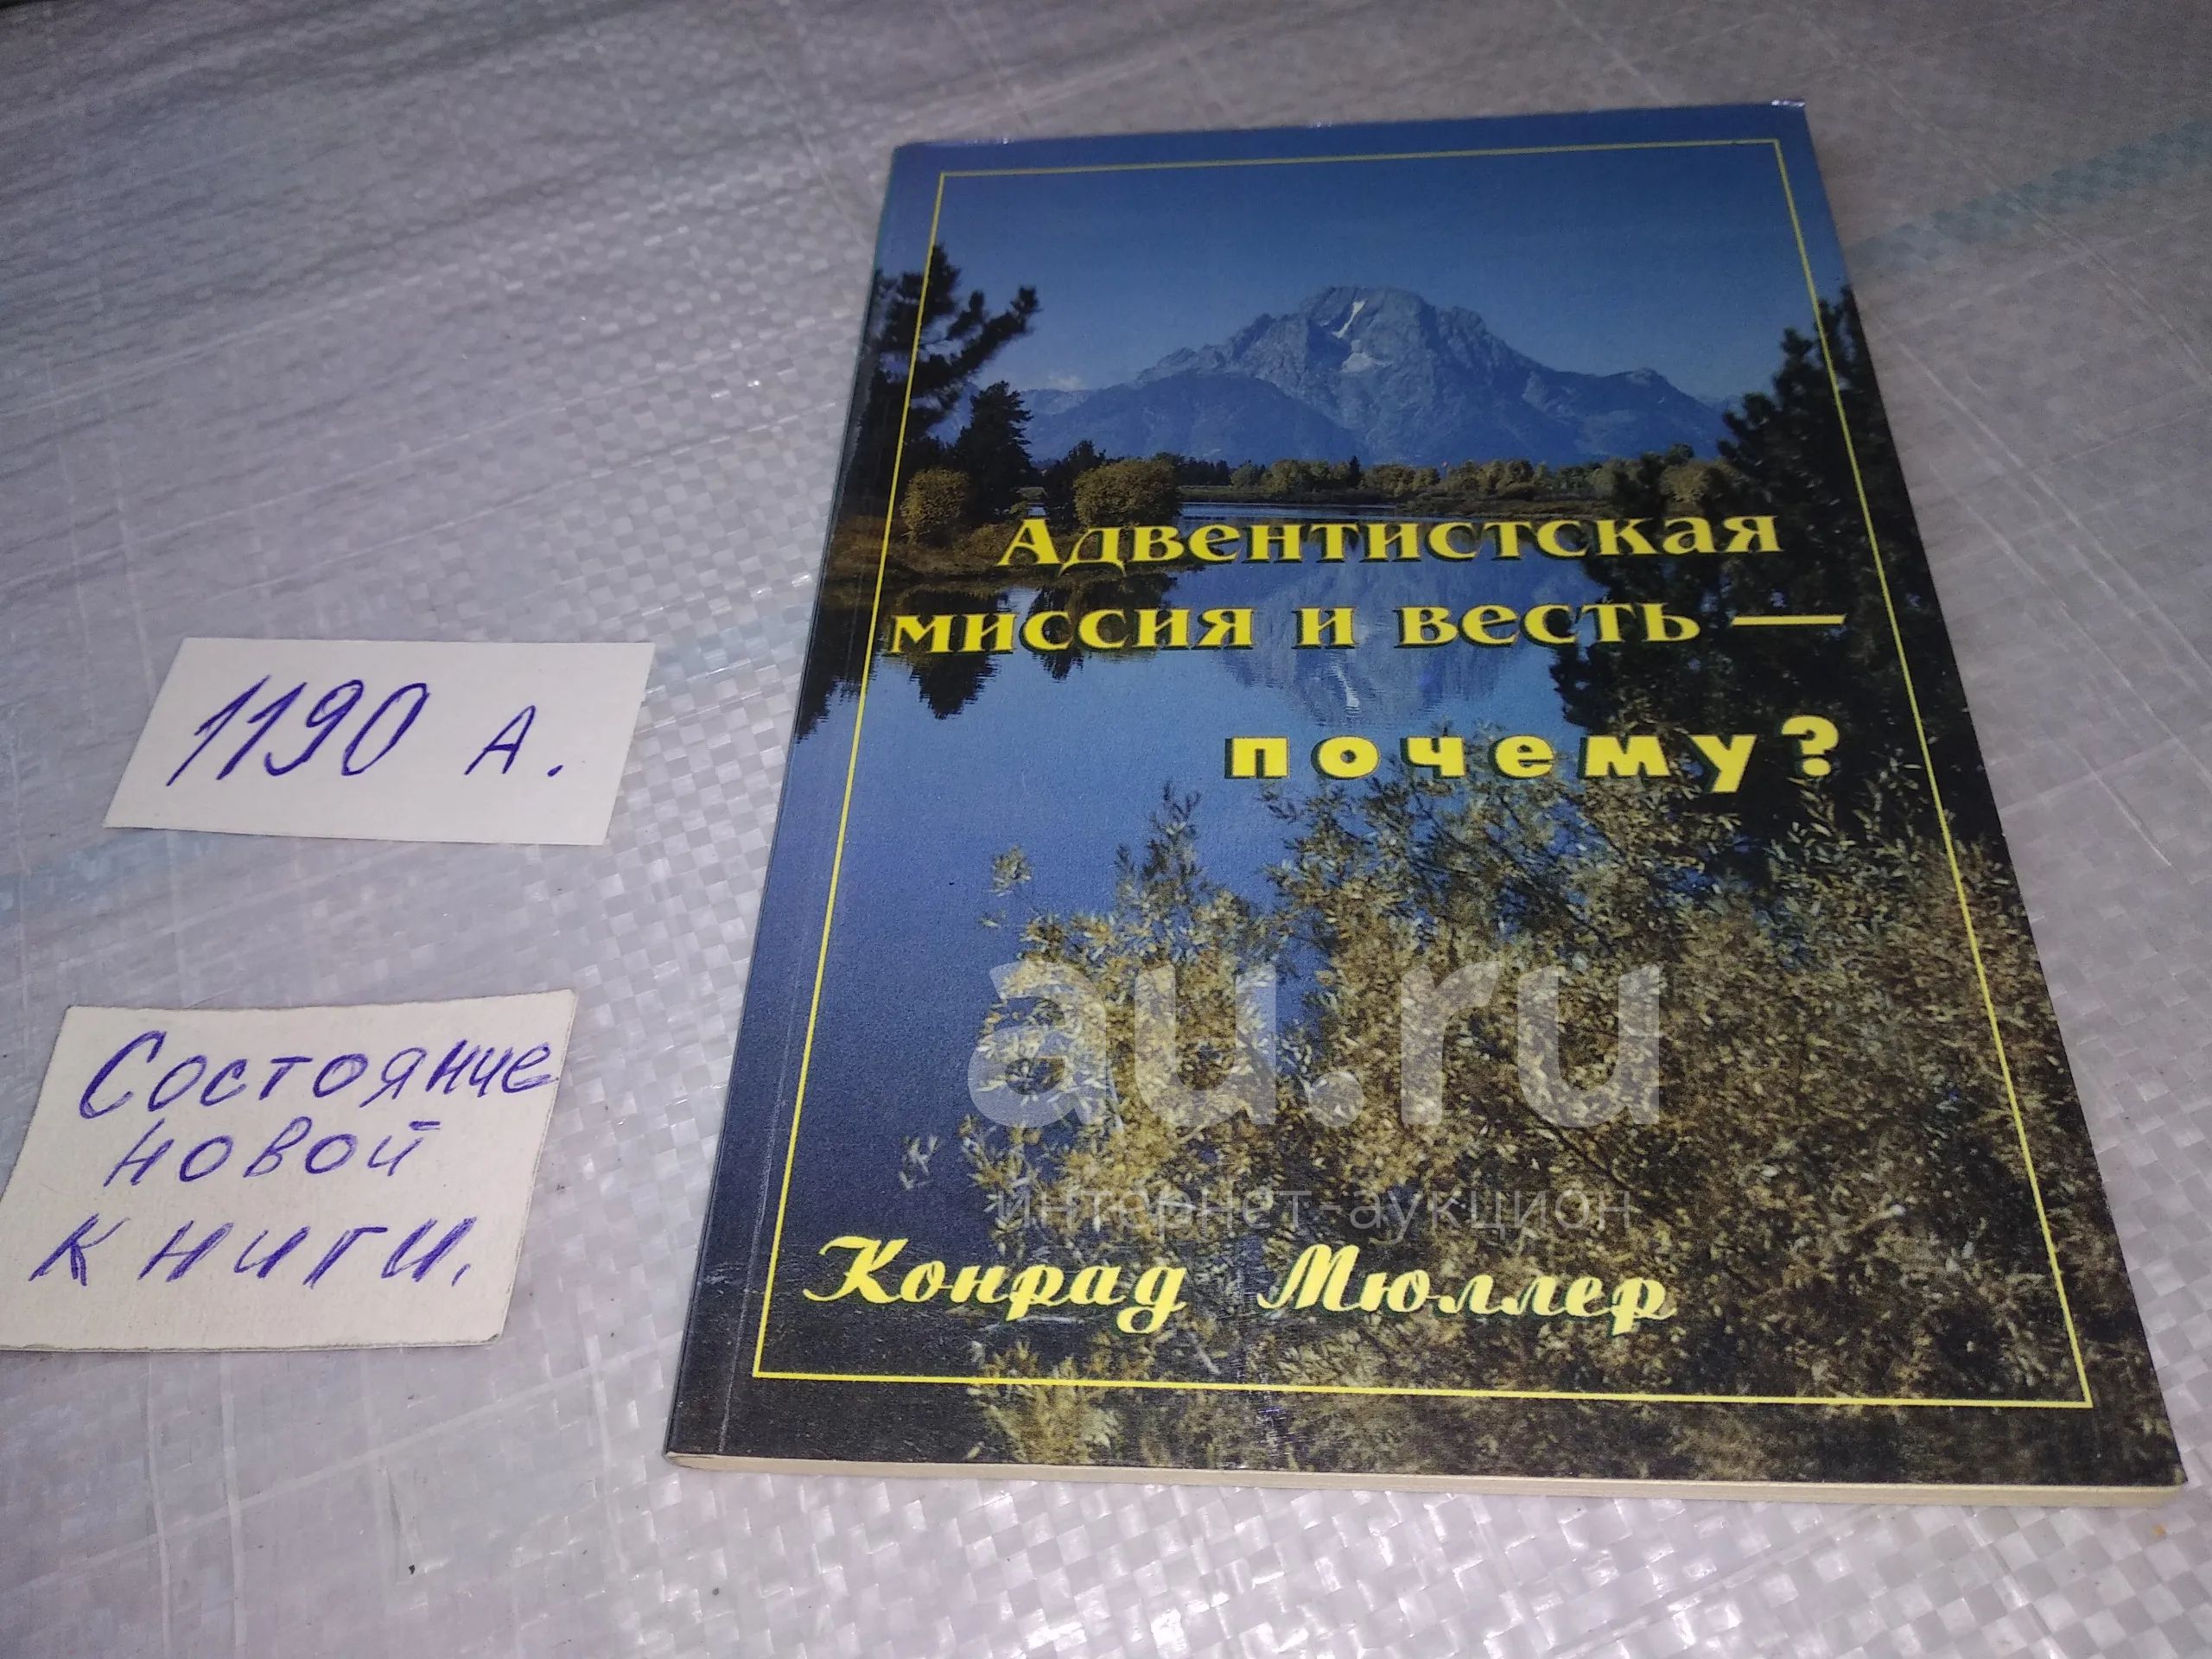 Адвентистская
миссия и весть —
почему?
1190 А.
Состояние
новой
книги.
au.ru
интернет-аукцион
Конрад Мюллер